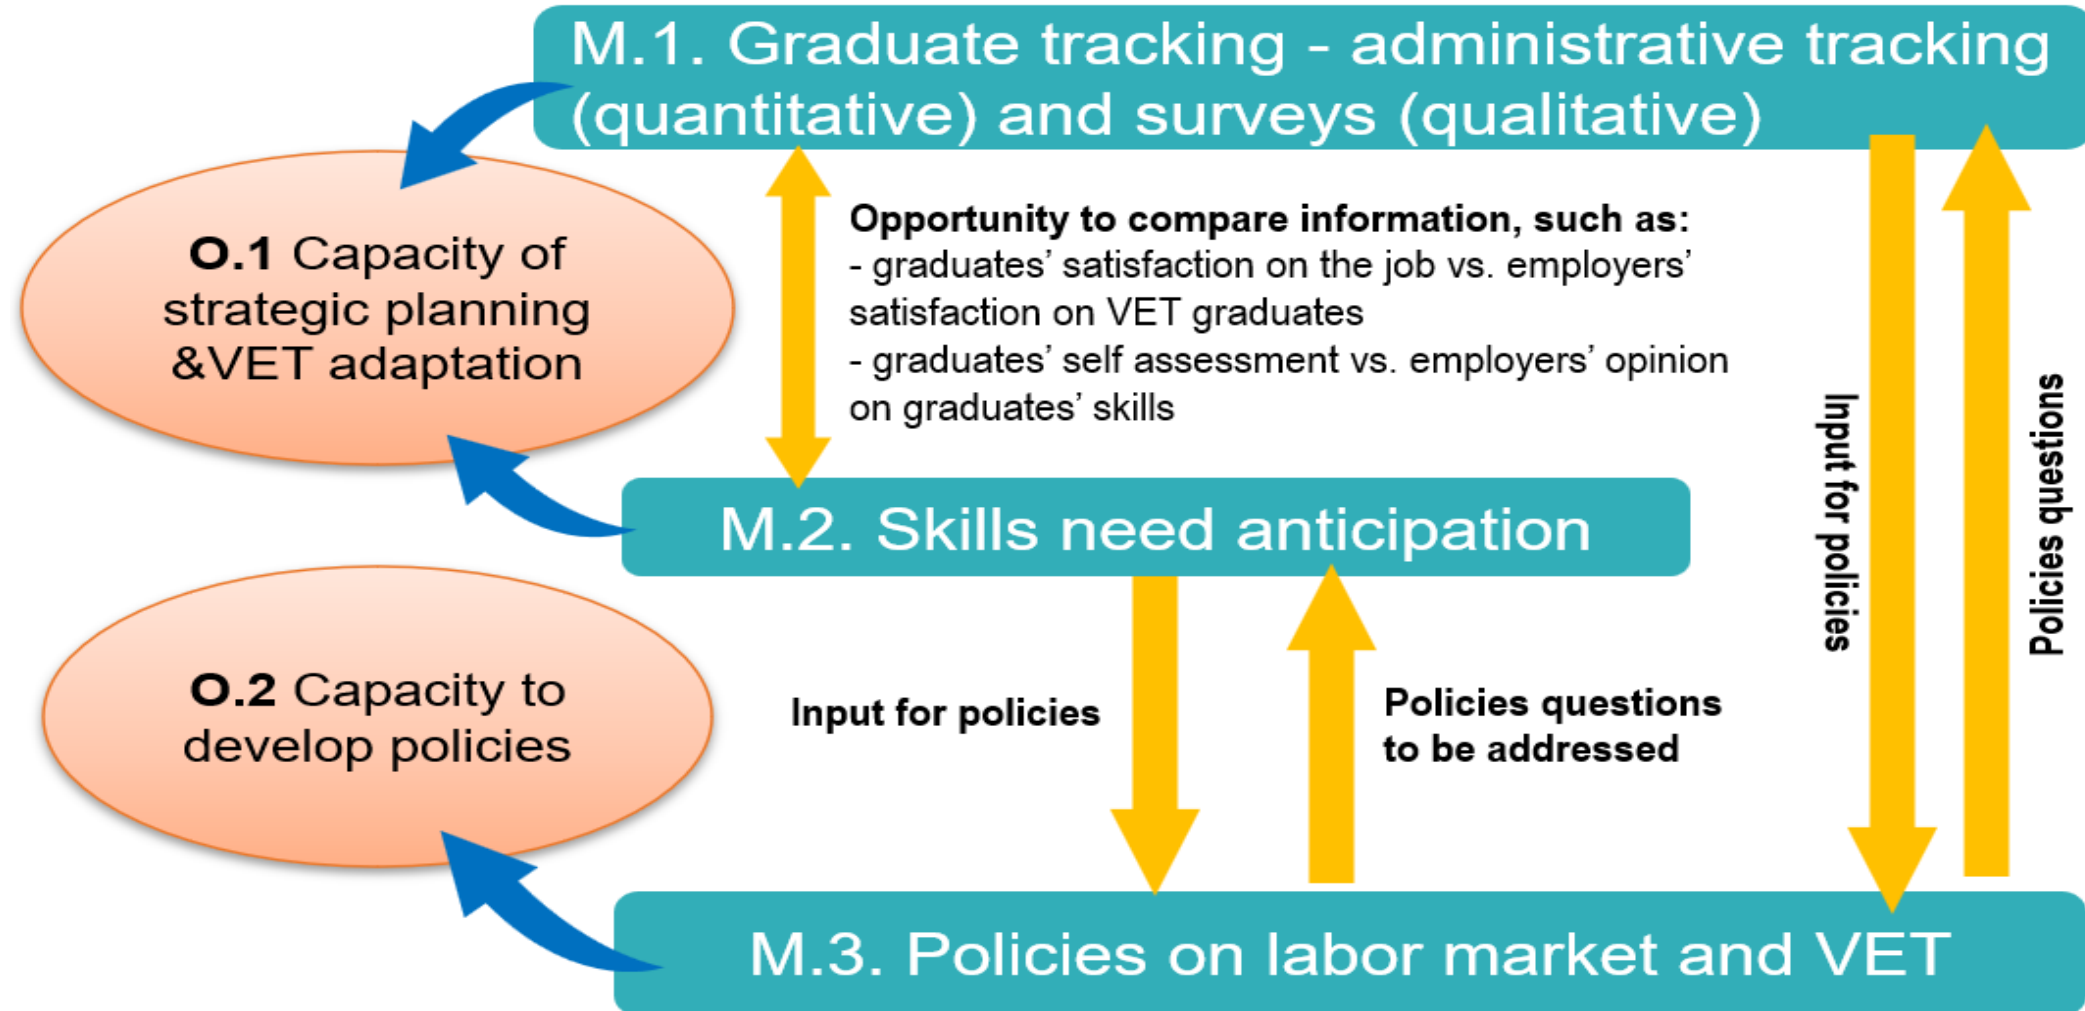 M.1. Graduate tracking - administrative tracking
(quantitative) and surveys (qualitative)
O.1 Capacity of
strategic planning
&VET adaptation
Opportunity to compare information, such as:
- graduates’ satisfaction on the job vs. employers’
satisfaction on VET graduates
- graduates’ self assessment vs. employers’ opinion
on graduates’ skills
Input for policies
Policies questions
M.2. Skills need anticipation
O.2 Capacity to
develop policies
Input for policies
Policies questions
to be addressed
M.3. Policies on labor market and VET